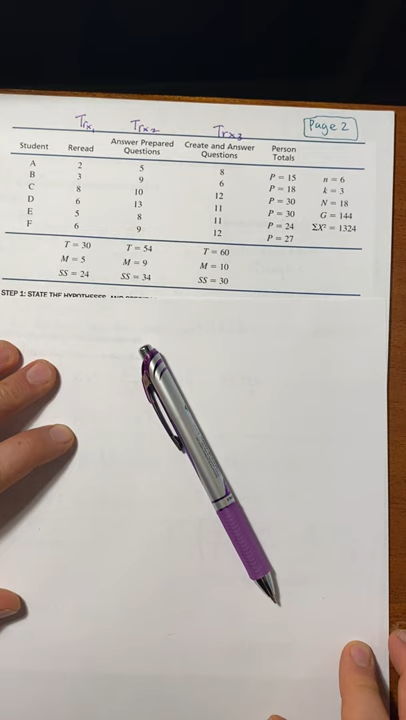 Trx1 Trx2 Trx3 Page 2
Student Reread Answer Prepared Questions Create and Answer Questions Person Totals
A 2 5 8 P = 15 n = 6
B 3 9 6 P = 18 k = 3
C 8 10 12 P = 30 N = 18
D 6 13 11 P = 30 G = 144
E 5 8 11 P = 24 ΣX² = 1324
F 6 9 12 P = 27
T = 30 T = 54 T = 60
M = 5 M = 9 M = 10
SS = 24 SS = 34 SS = 30
STEP 1: STATE THE HYPOTHESES,